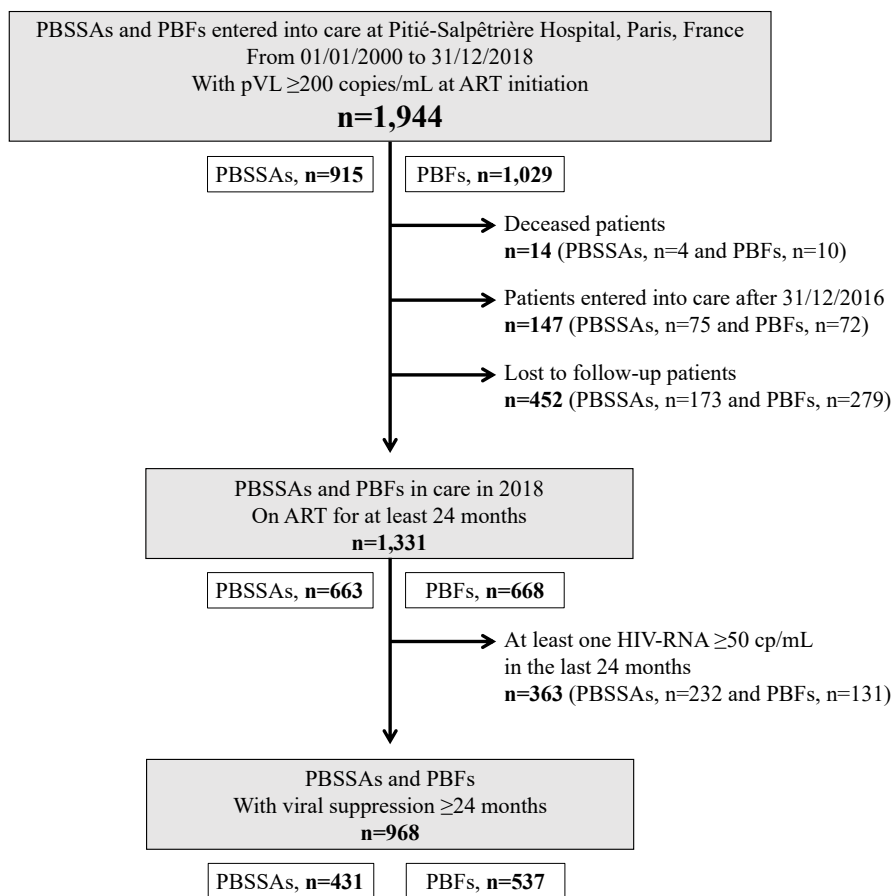 PBSSAs and PBFs entered into care at Pitié-Salpêtrière Hospital, Paris, France
From 01/01/2000 to 31/12/2018
With pVL ≥200 copies/mL at ART initiation
n=1,944
PBSSAs, n=915
PBFs, n=1,029
Deceased patients
n=14 (PBSSAs, n=4 and PBFs, n=10)
Patients entered into care after 31/12/2016
n=147 (PBSSAs, n=75 and PBFs, n=72)
Lost to follow-up patients
n=452 (PBSSAs, n=173 and PBFs, n=279)
PBSSAs and PBFs in care in 2018
On ART for at least 24 months
n=1,331
PBSSAs, n=663
PBFs, n=668
At least one HIV-RNA ≥50 cp/mL
in the last 24 months
n=363 (PBSSAs, n=232 and PBFs, n=131)
PBSSAs and PBFs
With viral suppression ≥24 months
n=968
PBSSAs, n=431
PBFs, n=537